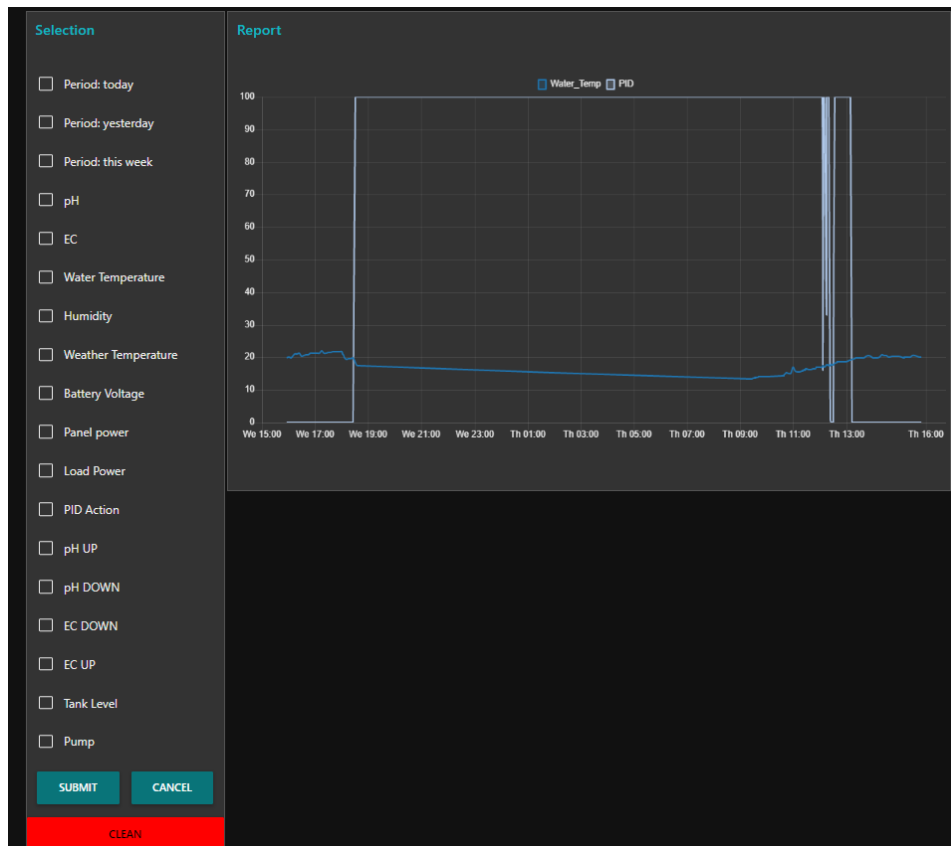 Selection
Period: today
Period: yesterday
Period: this week
pH
EC
Water Temperature
Humidity
Weather Temperature
Battery Voltage
Panel power
Load Power
PID Action
pH UP
pH DOWN
EC DOWN
EC UP
Tank Level
Pump
SUBMIT CANCEL
CLEAN
Report
Water_Temp PID
100
90
80
70
60
50
40
30
20
10
0
We 15:00 We 17:00 We 19:00 We 21:00 We 23:00 Th 01:00 Th 03:00 Th 05:00 Th 07:00 Th 09:00 Th 11:00 Th 13:00 Th 16:00